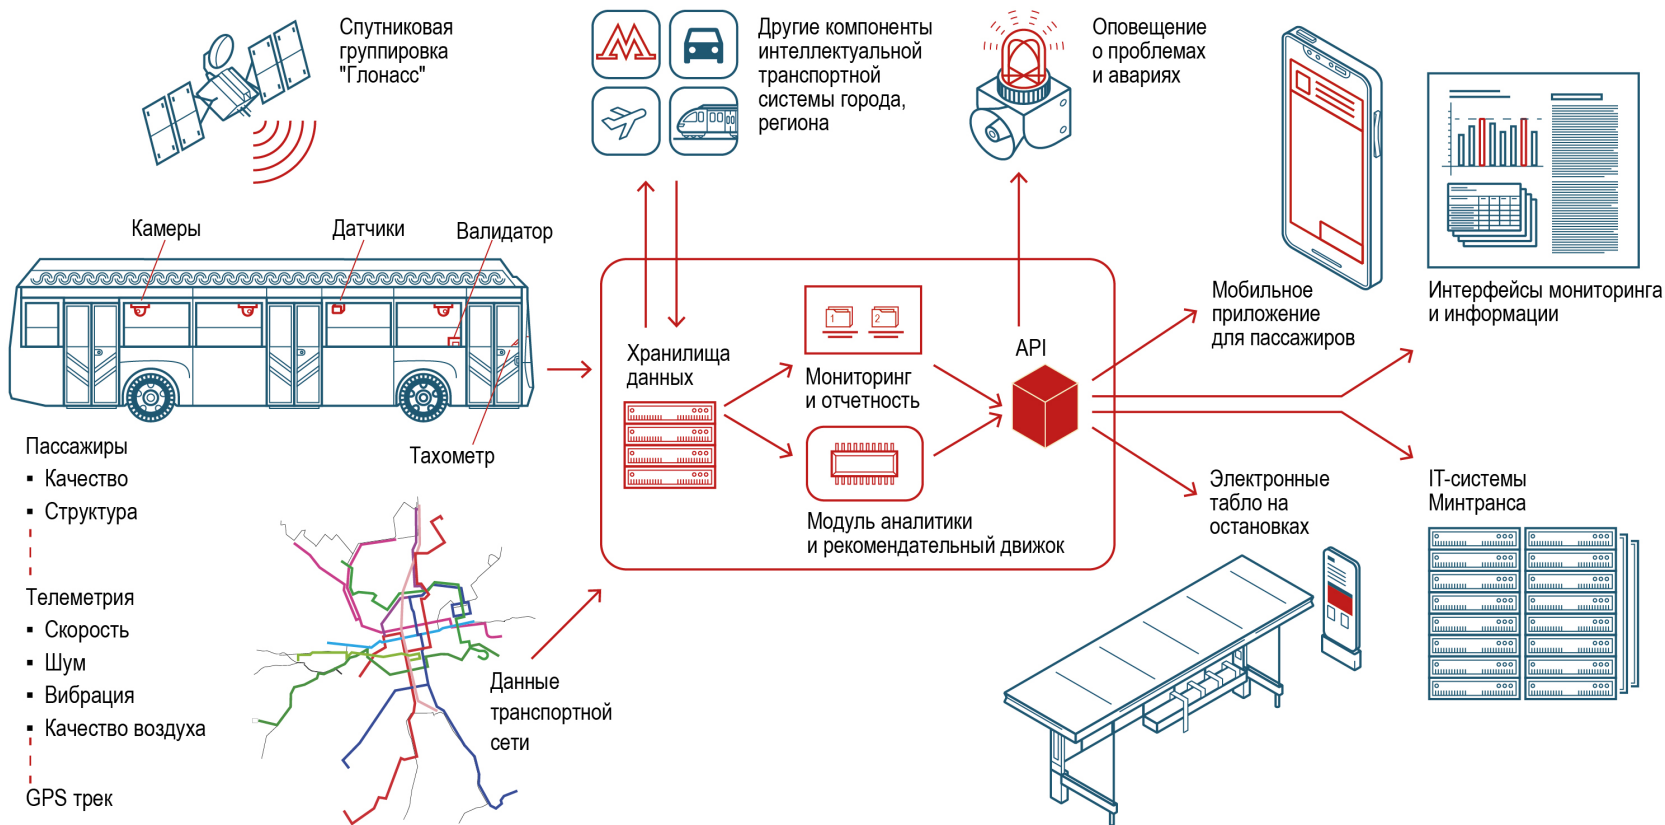 Спутниковая
группировка
"Глонасс"
Другие компоненты
интеллектуальной
транспортной
системы города,
региона
Оповещение
о проблемах
и авариях
Камеры
Датчики
Валидатор
Тахометр
Пассажиры
▪ Качество
▪ Структура
Телеметрия
▪ Скорость
▪ Шум
▪ Вибрация
▪ Качество воздуха
GPS трек
Данные
транспортной
сети
Хранилища
данных
1
2
Мониторинг
и отчетность
Модуль аналитики
и рекомендательный движок
API
Мобильное
приложение
для пассажиров
Интерфейсы мониторинга
и информации
Электронные
табло на
остановках
IT-системы
Минтранса